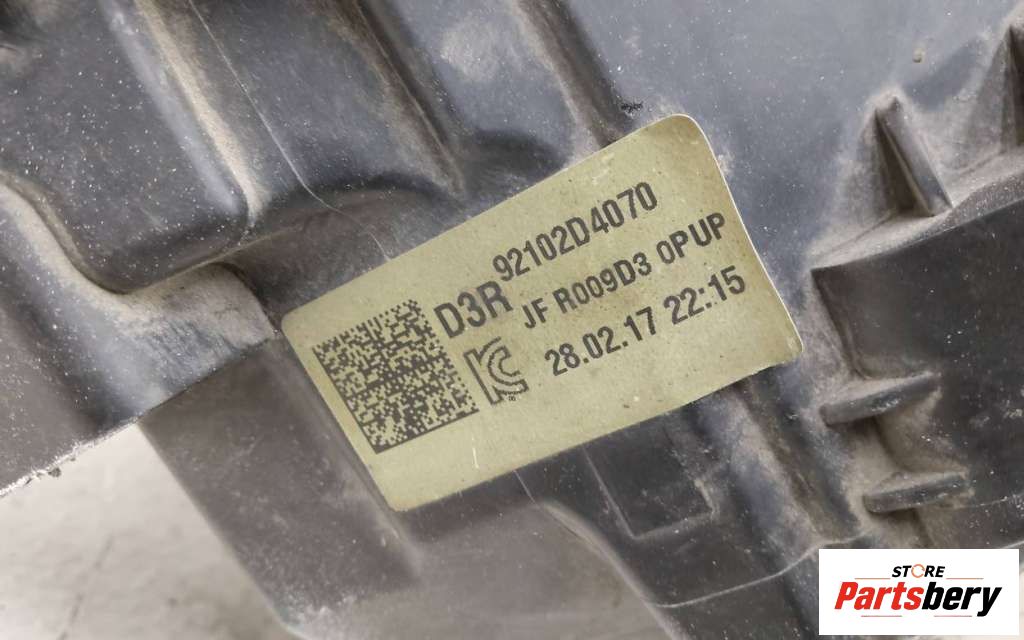 D3R 92102D4070
JF R009D3 0PUP
28.02.17 22:15
STORE
Partsbery